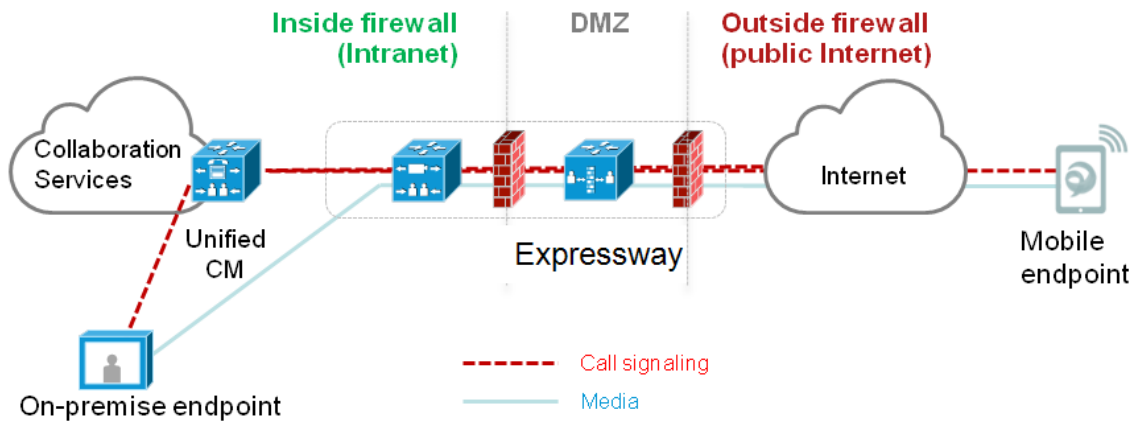 Inside firewall
(Intranet)
DMZ
Outside firewall
(public Internet)
Collaboration
Services
Unified
CM
Internet
Expressway
Mobile
endpoint
On-premise endpoint
Call signaling
Media